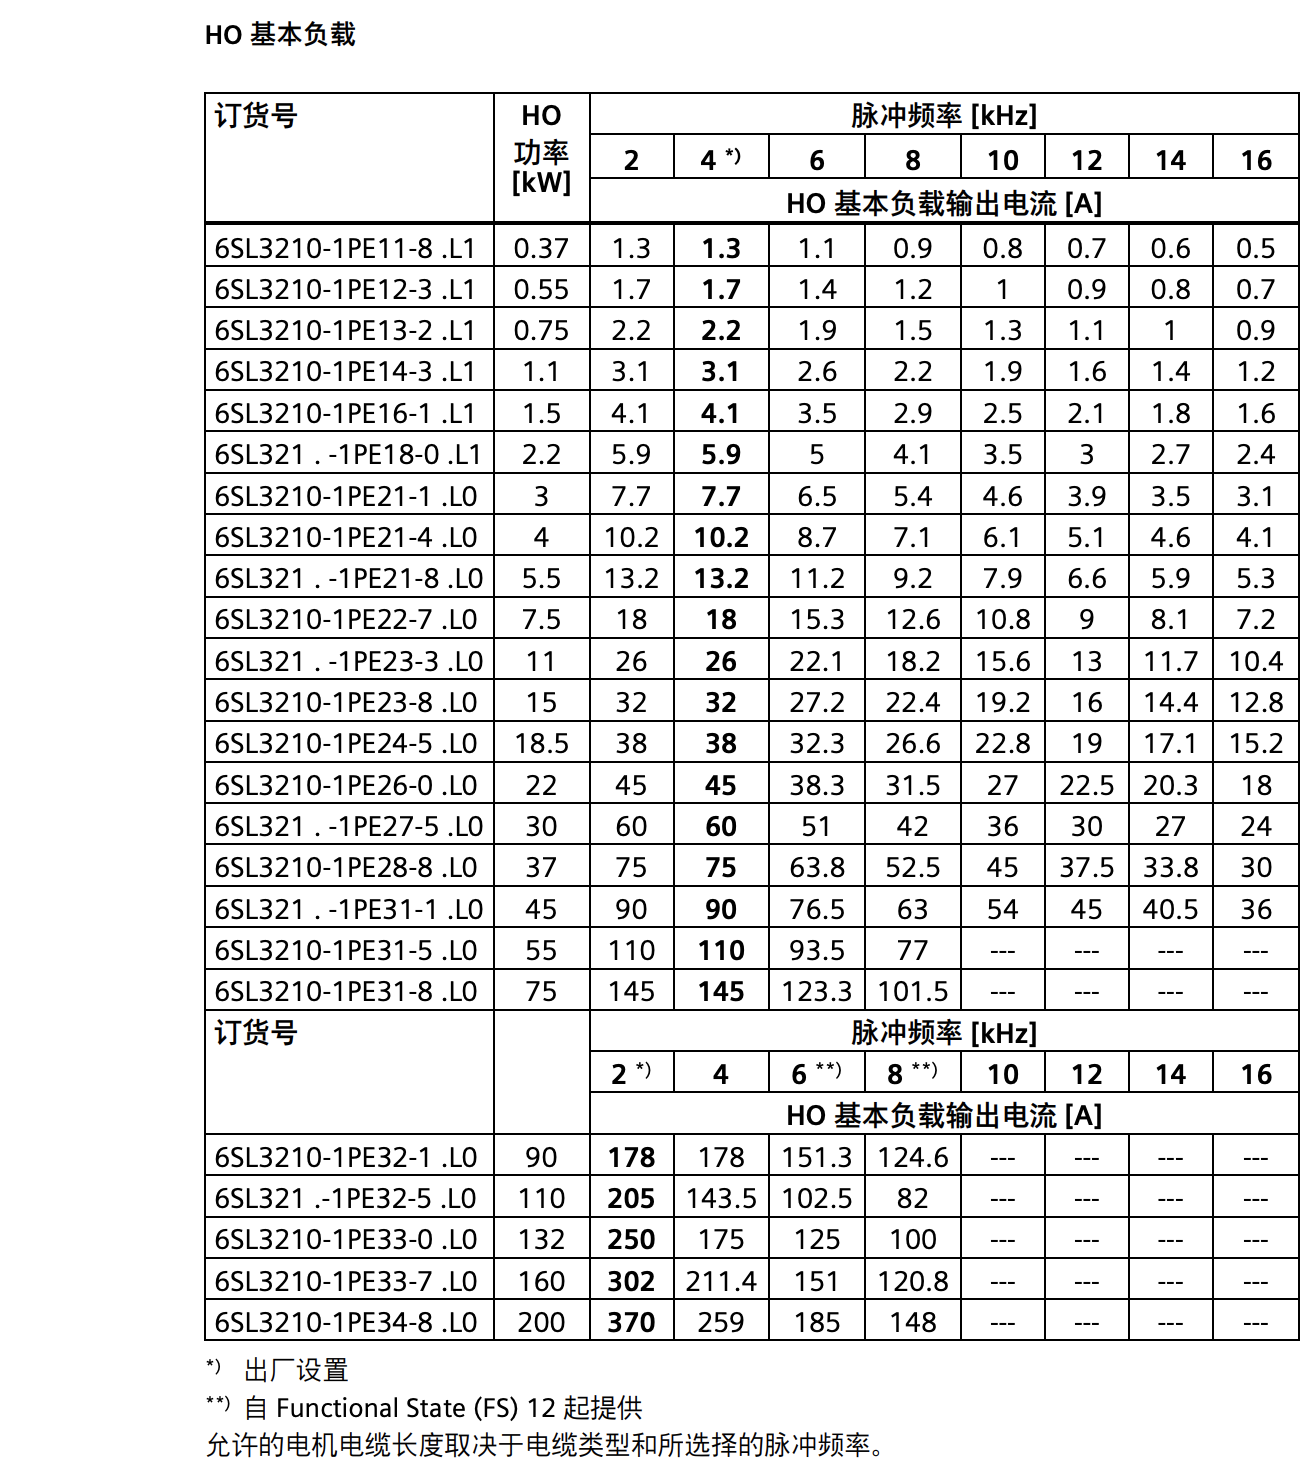 HO 基本负载
订货号 HO 功率 [kW] 脉冲频率 [kHz]
2 4 *) 6 8 10 12 14 16
HO 基本负载输出电流 [A]
6SL3210-1PE11-8 .L1 0.37 1.3 1.3 1.1 0.9 0.8 0.7 0.6 0.5
6SL3210-1PE12-3 .L1 0.55 1.7 1.7 1.4 1.2 1 0.9 0.8 0.7
6SL3210-1PE13-2 .L1 0.75 2.2 2.2 1.9 1.5 1.3 1.1 1 0.9
6SL3210-1PE14-3 .L1 1.1 3.1 3.1 2.6 2.2 1.9 1.6 1.4 1.2
6SL3210-1PE16-1 .L1 1.5 4.1 4.1 3.5 2.9 2.5 2.1 1.8 1.6
6SL321 . -1PE18-0 .L1 2.2 5.9 5.9 5 4.1 3.5 3 2.7 2.4
6SL3210-1PE21-1 .L0 3 7.7 7.7 6.5 5.4 4.6 3.9 3.5 3.1
6SL3210-1PE21-4 .L0 4 10.2 10.2 8.7 7.1 6.1 5.1 4.6 4.1
6SL321 . -1PE21-8 .L0 5.5 13.2 13.2 11.2 9.2 7.9 6.6 5.9 5.3
6SL3210-1PE22-7 .L0 7.5 18 18 15.3 12.6 10.8 9 8.1 7.2
6SL321 . -1PE23-3 .L0 11 26 26 22.1 18.2 15.6 13 11.7 10.4
6SL3210-1PE23-8 .L0 15 32 32 27.2 22.4 19.2 16 14.4 12.8
6SL3210-1PE24-5 .L0 18.5 38 38 32.3 26.6 22.8 19 17.1 15.2
6SL3210-1PE26-0 .L0 22 45 45 38.3 31.5 27 22.5 20.3 18
6SL321 . -1PE27-5 .L0 30 60 60 51 42 36 30 27 24
6SL3210-1PE28-8 .L0 37 75 75 63.8 52.5 45 37.5 33.8 30
6SL321 . -1PE31-1 .L0 45 90 90 76.5 63 54 45 40.5 36
6SL3210-1PE31-5 .L0 55 110 110 93.5 77 --- --- --- ---
6SL3210-1PE31-8 .L0 75 145 145 123.3 101.5 --- --- --- ---
订货号 脉冲频率 [kHz]
2 *) 4 6 **) 8 **) 10 12 14 16
HO 基本负载输出电流 [A]
6SL3210-1PE32-1 .L0 90 178 178 151.3 124.6 --- --- --- ---
6SL321 .-1PE32-5 .L0 110 205 143.5 102.5 82 --- --- --- ---
6SL3210-1PE33-0 .L0 132 250 175 125 100 --- --- --- ---
6SL3210-1PE33-7 .L0 160 302 211.4 151 120.8 --- --- --- ---
6SL3210-1PE34-8 .L0 200 370 259 185 148 --- --- --- ---
*) 出厂设置
**) 自 Functional State (FS) 12 起提供
允许的电机电缆长度取决于电缆类型和所选择的脉冲频率。